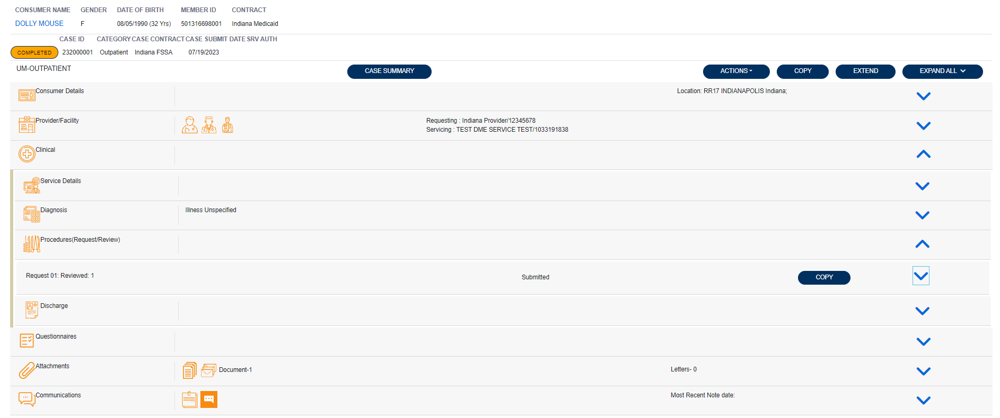 CONSUMER NAME GENDER DATE OF BIRTH MEMBER ID CONTRACT
DOLLY MOUSE F 08/05/1990 (32 Yrs) 501316698001 Indiana Medicaid
CASE ID CATEGORY CASE CONTRACT CASE SUBMIT DATE SRV AUTH
COMPLETED 232000001 Outpatient Indiana FSSA 07/19/2023
UM-OUTPATIENT CASE SUMMARY ACTIONS COPY EXTEND EXPAND ALL
Consumer Details Location: RR17 INDIANAPOLIS Indiana;
Provider/Facility Requesting : Indiana Provider/12345678
Servicing : TEST DME SERVICE TEST/1033191838
Clinical
Service Details
Diagnosis Illness Unspecified
Procedures(Request/Review)
Request 01: Reviewed: 1 Submitted COPY
Discharge
Questionnaires
Attachments Document-1 Letters- 0
Communications Most Recent Note date: